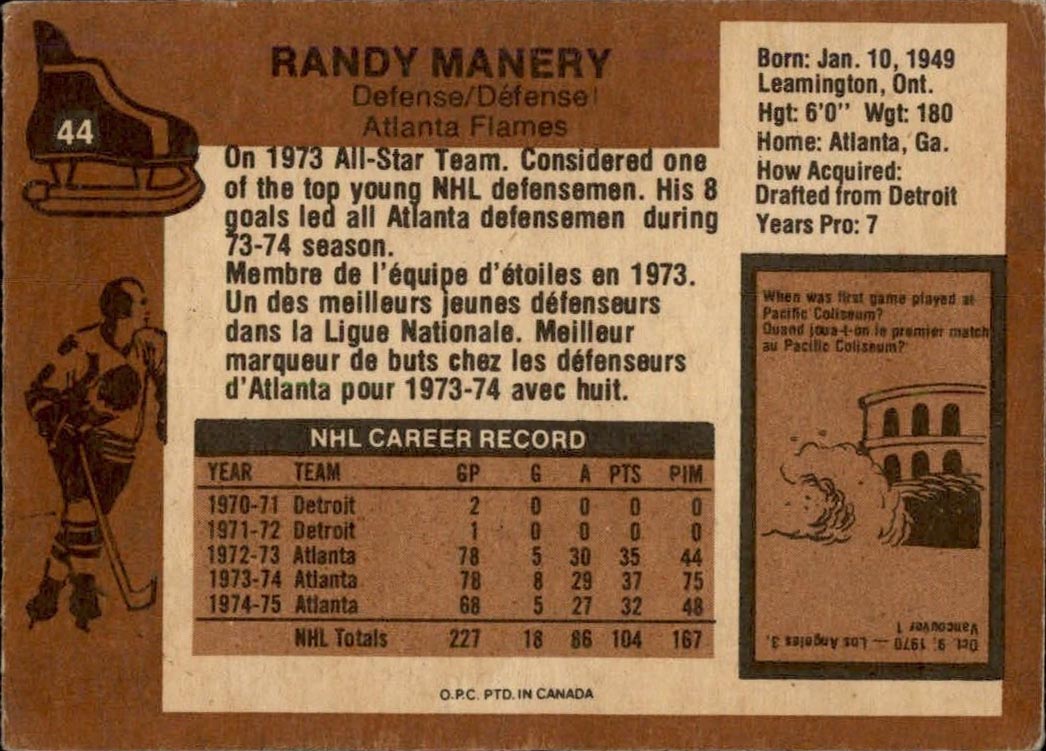 44
RANDY MANERY
Defense/Défense
Atlanta Flames
On 1973 All-Star Team. Considered one
of the top young NHL defensemen. His 8
goals led all Atlanta defensemen during
73-74 season.
Membre de l'équipe d'étoiles en 1973.
Un des meilleurs jeunes défenseurs
dans la Ligue Nationale. Meilleur
marqueur de buts chez les défenseurs
d'Atlanta pour 1973-74 avec huit.
NHL CAREER RECORD
YEAR TEAM GP G A PTS PIM
1970-71 Detroit 2 0 0 0 0
1971-72 Detroit 1 0 0 0 0
1972-73 Atlanta 78 5 30 35 44
1973-74 Atlanta 78 8 29 37 75
1974-75 Atlanta 68 5 27 32 48
NHL Totals 227 18 86 104 167
O.P.C. PTD. IN CANADA
Born: Jan. 10, 1949
Leamington, Ont.
Hgt: 6'0" Wgt: 180
Home: Atlanta, Ga.
How Acquired:
Drafted from Detroit
Years Pro: 7
When was first game played at
Pacific Coliseum?
Quand joua-t-on le premier match
au Pacific Coliseum?
Oct. 9, 1970 — Los Angeles 3,
Vancouver 1